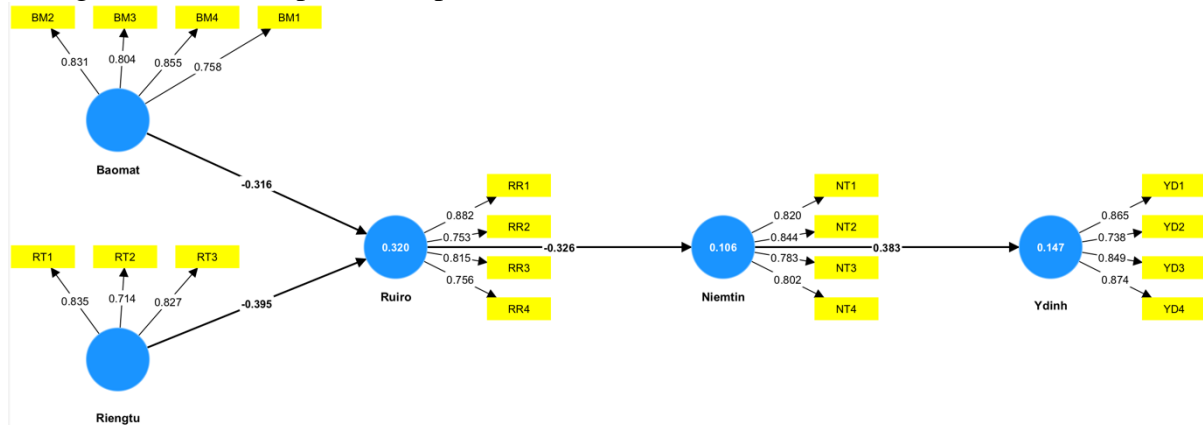 BM2 BM3 BM4 BM1
0.831 0.804 0.855 0.758
Baomat
-0.316
RT1 RT2 RT3
0.835 0.714 0.827
Riengtu
-0.395
0.320
Ruiro
0.882 RR1
0.753 RR2
0.815 RR3
0.756 RR4
-0.326
0.106
Niemtin
0.820 NT1
0.844 NT2
0.783 NT3
0.802 NT4
0.383
0.147
Ydinh
0.865 YD1
0.738 YD2
0.849 YD3
0.874 YD4